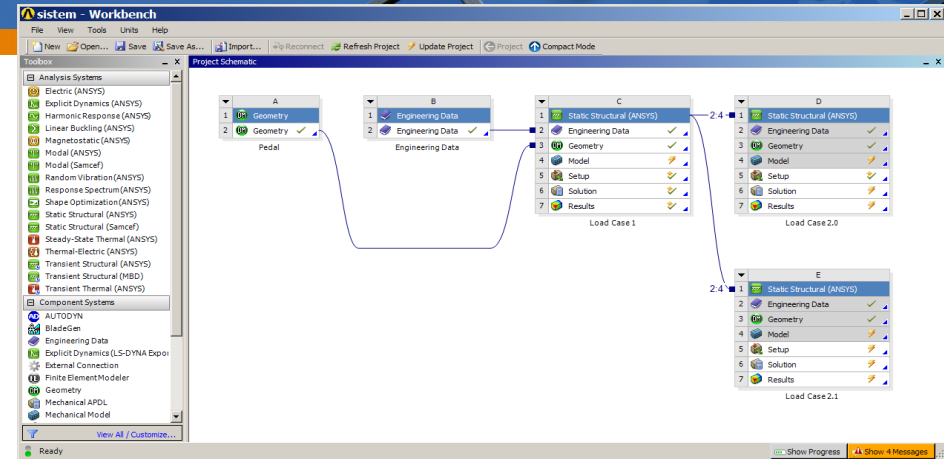 sistem - Workbench
File View Tools Units Help
New Open... Save Save As... Import... Reconnect Refresh Project Update Project Project Compact Mode
Toolbox
Project Schematic
Analysis Systems
Electric (ANSYS)
Explicit Dynamics (ANSYS)
Harmonic Response (ANSYS)
Linear Buckling (ANSYS)
Magnetostatic (ANSYS)
Modal (ANSYS)
Modal (Samcef)
Random Vibration (ANSYS)
Response Spectrum (ANSYS)
Shape Optimization (ANSYS)
Static Structural (ANSYS)
Static Structural (Samcef)
Steady-State Thermal (ANSYS)
Thermal-Electric (ANSYS)
Transient Structural (ANSYS)
Transient Structural (MBD)
Transient Thermal (ANSYS)
Component Systems
AUTODYN
BladeGen
Engineering Data
Explicit Dynamics (LS-DYNA Expor
External Connection
Finite Element Modeler
Geometry
Mechanical APDL
Mechanical Model
View All / Customize...
A
1 Geometry
2 Geometry
Pedal
B
1 Engineering Data
2 Engineering Data
Engineering Data
C
1 Static Structural (ANSYS)
2 Engineering Data
3 Geometry
4 Model
5 Setup
6 Solution
7 Results
Load Case 1
2:4
D
1 Static Structural (ANSYS)
2 Engineering Data
3 Geometry
4 Model
5 Setup
6 Solution
7 Results
Load Case 2.0
2:4
E
1 Static Structural (ANSYS)
2 Engineering Data
3 Geometry
4 Model
5 Setup
6 Solution
7 Results
Load Case 2.1
Ready
Show Progress
Show 4 Messages